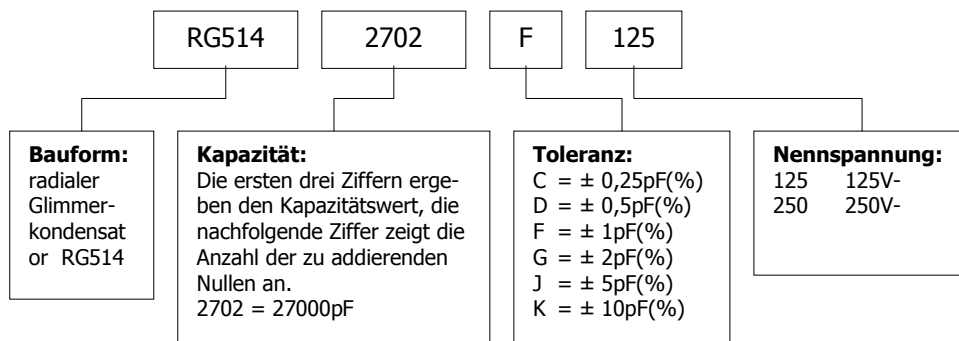 RG514 2702 F 125
Bauform:
radialer
Glimmer-
kondensat
or RG514
Kapazität:
Die ersten drei Ziffern erge-
ben den Kapazitätswert, die
nachfolgende Ziffer zeigt die
Anzahl der zu addierenden
Nullen an.
2702 = 27000pF
Toleranz:
C = ± 0,25pF(%)
D = ± 0,5pF(%)
F = ± 1pF(%)
G = ± 2pF(%)
J = ± 5pF(%)
K = ± 10pF(%)
Nennspannung:
125 125V-
250 250V-